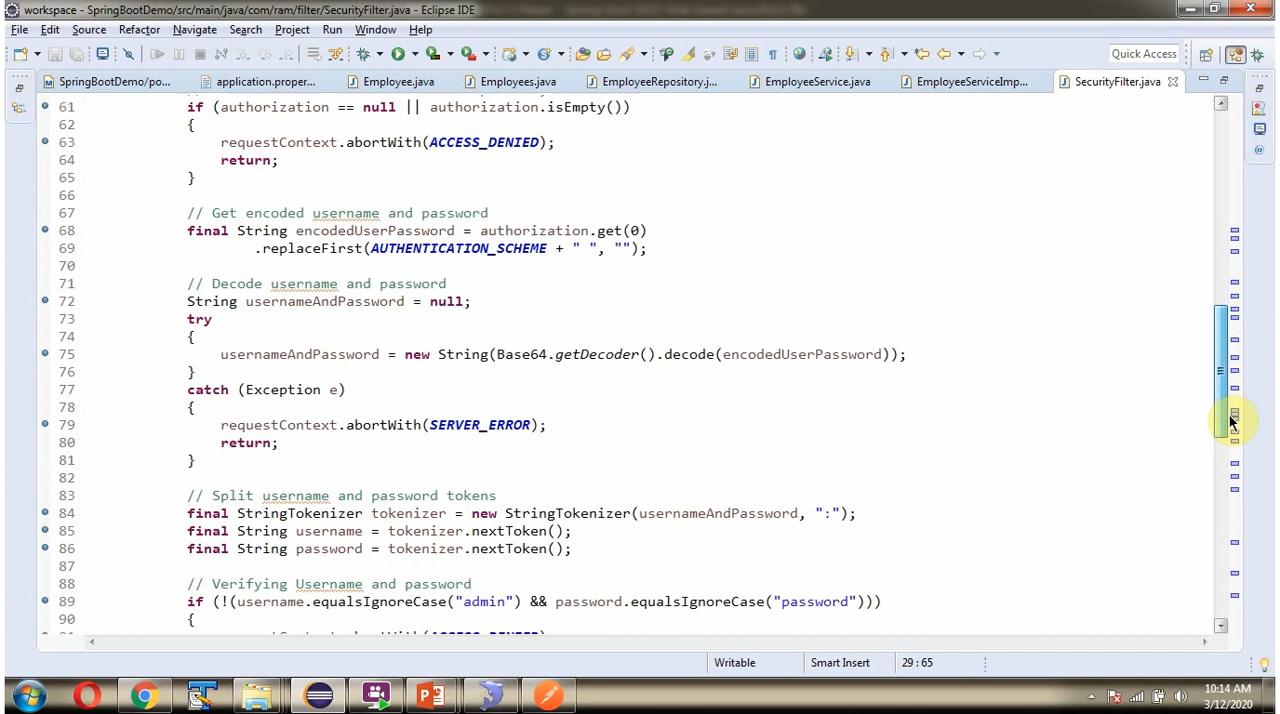 workspace - SpringBootDemo/src/main/java/com/ram/filter/SecurityFilter.java - Eclipse IDE
File Edit Source Refactor Navigate Search Project Run Window Help
Quick Access
SpringBootDemo/po... application.proper... Employee.java Employees.java EmployeeRepository.j... EmployeeService.java EmployeeServiceImp... SecurityFilter.java
61 if (authorization == null || authorization.isEmpty())
62 {
63 requestContext.abortWith(ACCESS_DENIED);
64 return;
65 }
66
67 // Get encoded username and password
68 final String encodedUserPassword = authorization.get(0)
69 .replaceFirst(AUTHENTICATION_SCHEME + " ", "");
70
71 // Decode username and password
72 String usernameAndPassword = null;
73 try
74 {
75 usernameAndPassword = new String(Base64.getDecoder().decode(encodedUserPassword));
76 }
77 catch (Exception e)
78 {
79 requestContext.abortWith(SERVER_ERROR);
80 return;
81 }
82
83 // Split username and password tokens
84 final StringTokenizer tokenizer = new StringTokenizer(usernameAndPassword, ":");
85 final String username = tokenizer.nextToken();
86 final String password = tokenizer.nextToken();
87
88 // Verifying Username and password
89 if (!(username.equalsIgnoreCase("admin") && password.equalsIgnoreCase("password")))
90 {
Writable Smart Insert 29 : 65
10:14 AM
3/12/2020